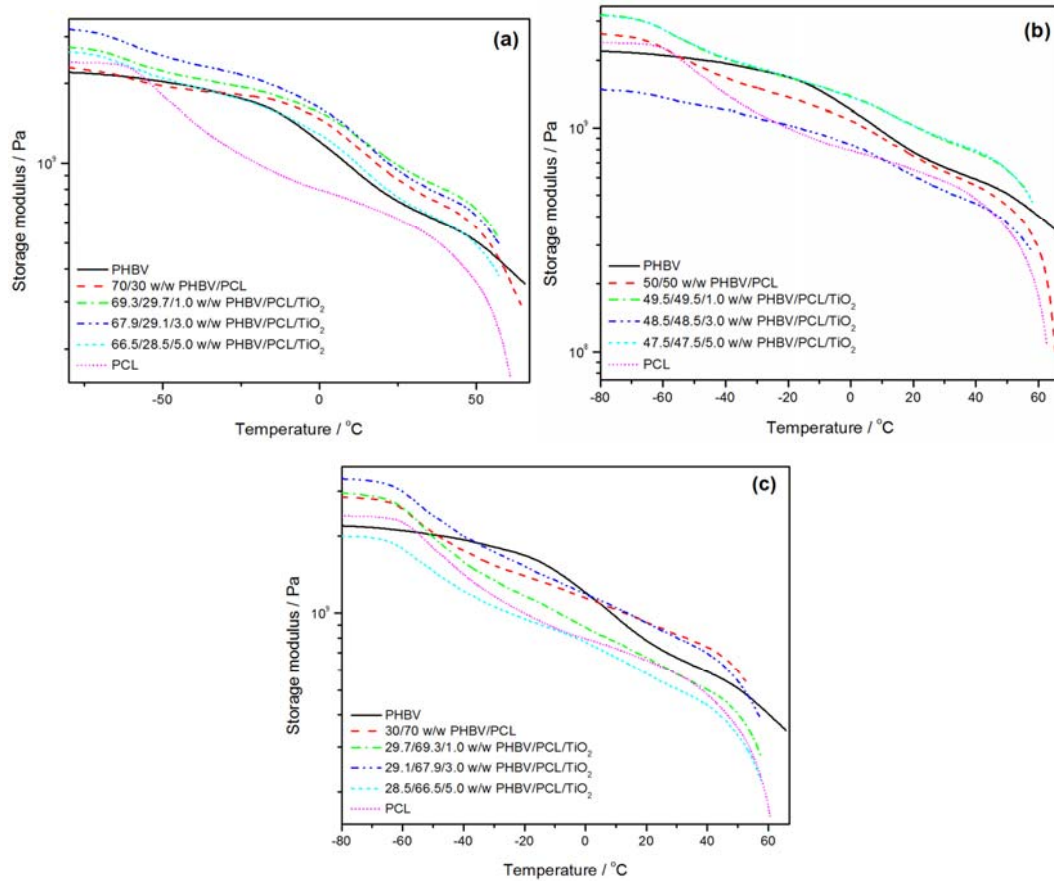 (a)
Storage modulus / Pa
10⁹
PHBV
70/30 w/w PHBV/PCL
69.3/29.7/1.0 w/w PHBV/PCL/TiO₂
67.9/29.1/3.0 w/w PHBV/PCL/TiO₂
66.5/28.5/5.0 w/w PHBV/PCL/TiO₂
PCL
-50 0 50
Temperature / °C
(b)
Storage modulus / Pa
10⁹
10⁸
PHBV
50/50 w/w PHBV/PCL
49.5/49.5/1.0 w/w PHBV/PCL/TiO₂
48.5/48.5/3.0 w/w PHBV/PCL/TiO₂
47.5/47.5/5.0 w/w PHBV/PCL/TiO₂
PCL
-80 -60 -40 -20 0 20 40 60
Temperature / °C
(c)
Storage modulus / Pa
10⁹
PHBV
30/70 w/w PHBV/PCL
29.7/69.3/1.0 w/w PHBV/PCL/TiO₂
29.1/67.9/3.0 w/w PHBV/PCL/TiO₂
28.5/66.5/5.0 w/w PHBV/PCL/TiO₂
PCL
-80 -60 -40 -20 0 20 40 60
Temperature / °C